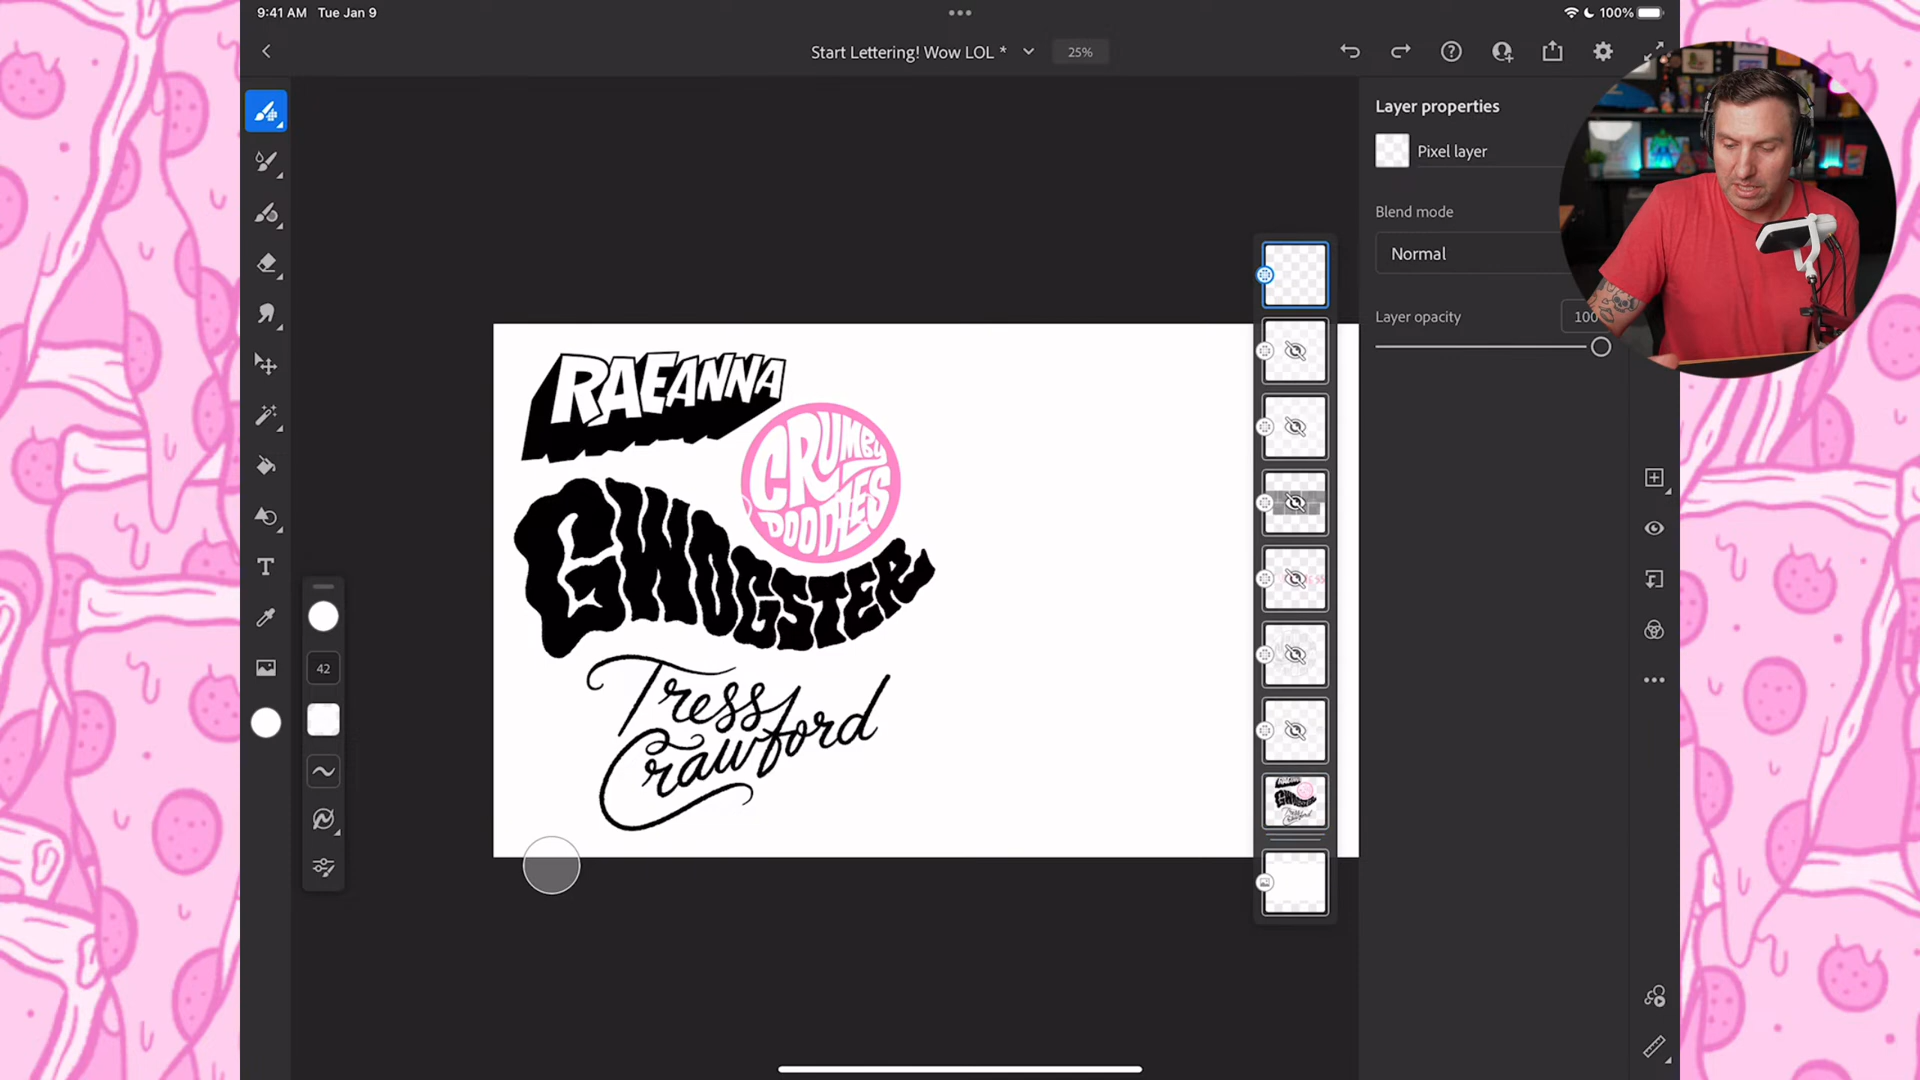 9:41 AM Tue Jan 9
100%
Start Lettering! Wow LOL *
25%
Layer properties
Pixel layer
Blend mode
Normal
Layer opacity
100
RAEANNA
CRUMBY
DOODLES
GWOGSTER
Tress
Crawford
42